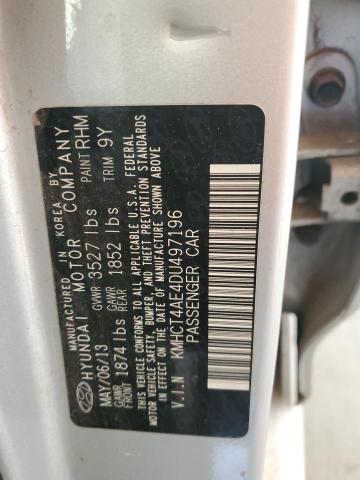 MANUFACTURED IN KOREA BY
HYUNDAI MOTOR COMPANY
MAY/06/13 GVWR 3527 lbs PAINT RHM
GAWR FRONT 1874 lbs GAWR REAR 1852 lbs TRIM 9Y
THIS VEHICLE CONFORMS TO ALL APPLICABLE U.S.A. FEDERAL
MOTOR VEHICLE SAFETY, BUMPER, AND THEFT PREVENTION STANDARDS
IN EFFECT ON THE DATE OF MANUFACTURE SHOWN ABOVE
V.I.N KMHCT4AE4DU497196
PASSENGER CAR